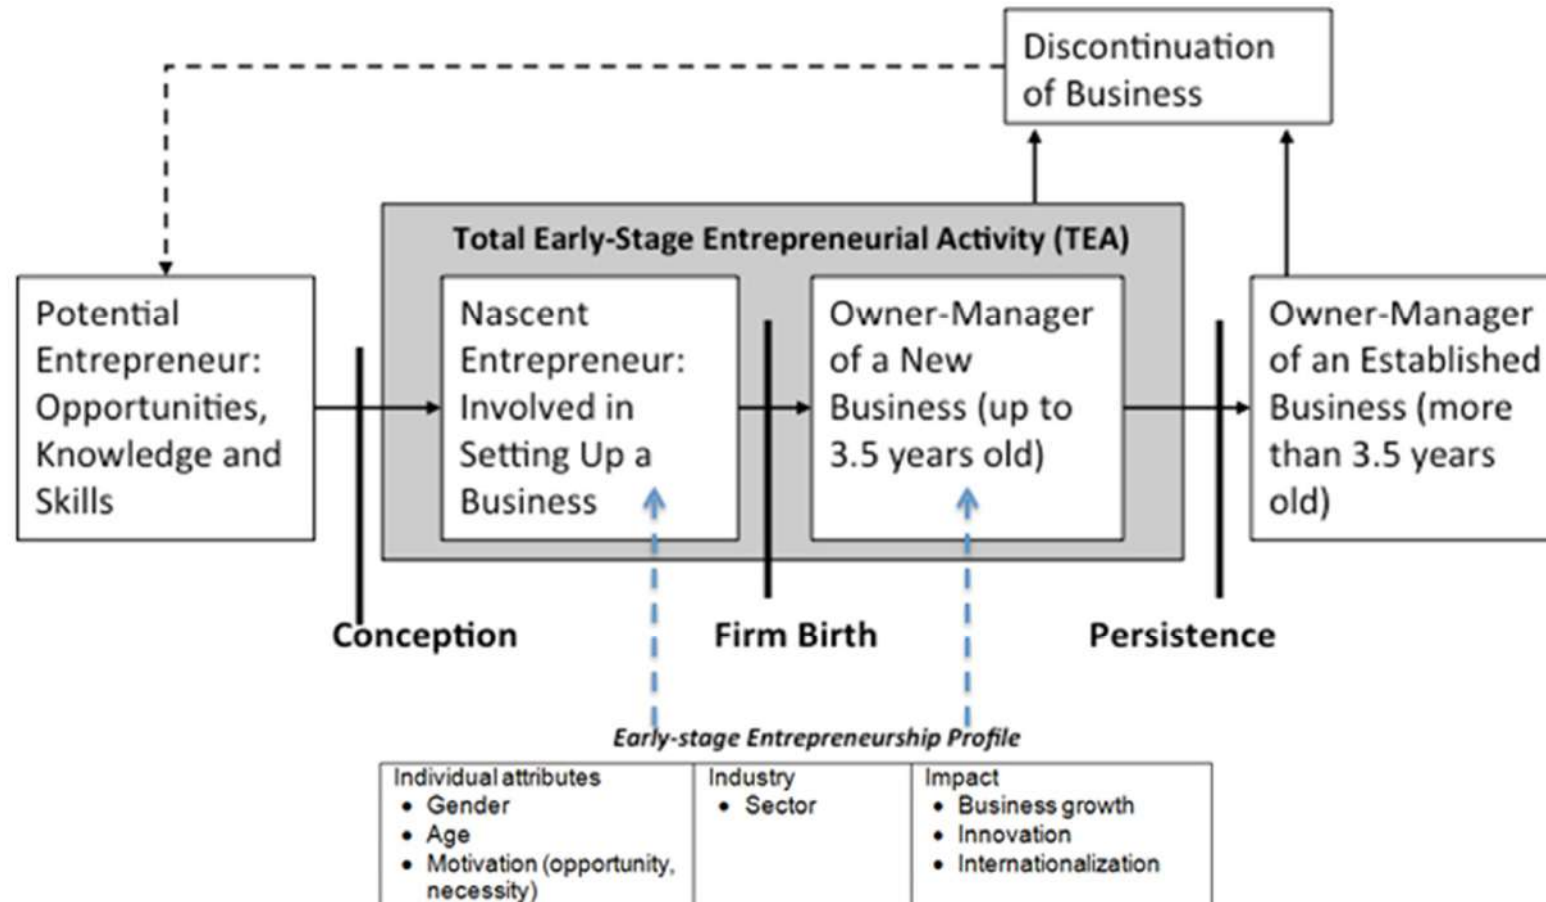 Discontinuation
of Business
Total Early-Stage Entrepreneurial Activity (TEA)
Potential
Entrepreneur:
Opportunities,
Knowledge and
Skills
Nascent
Entrepreneur:
Involved in
Setting Up a
Business
Owner-Manager
of a New
Business (up to
3.5 years old)
Owner-Manager
of an Established
Business (more
than 3.5 years
old)
Conception
Firm Birth
Persistence
Early-stage Entrepreneurship Profile
Individual attributes
• Gender
• Age
• Motivation (opportunity,
necessity)
Industry
• Sector
Impact
• Business growth
• Innovation
• Internationalization